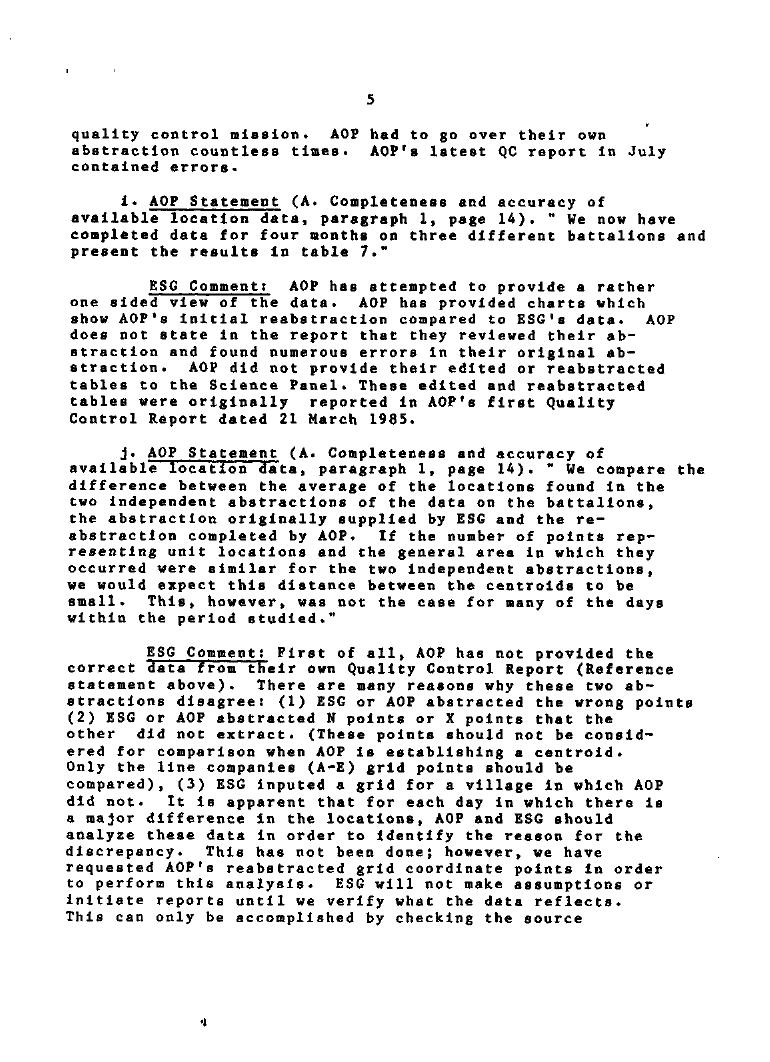 5
quality control mission. AOP had to go over their own
abstraction countless times. AOP's latest QC report in July
contained errors.
i. AOP Statement (A. Completeness and accuracy of
available location data, paragraph 1, page 14). " We now have
completed data for four months on three different battalions and
present the results in table 7."
ESG Comment: AOP has attempted to provide a rather
one sided view of the data. AOP has provided charts which
show AOP's initial reabstraction compared to ESG's data. AOP
does not state in the report that they reviewed their ab-
straction and found numerous errors in their original ab-
straction. AOP did not provide their edited or reabstracted
tables to the Science Panel. These edited and reabstracted
tables were originally reported in AOP's first Quality
Control Report dated 21 March 1985.
j. AOP Statement (A. Completeness and accuracy of
available location data, paragraph 1, page 14). " We compare the
difference between the average of the locations found in the
two independent abstractions of the data on the battalions,
the abstraction originally supplied by ESG and the re-
abstraction completed by AOP. If the number of points rep-
resenting unit locations and the general area in which they
occurred were similar for the two independent abstractions,
we would expect this distance between the centroids to be
small. This, however, was not the case for many of the days
within the period studied."
ESG Comment: First of all, AOP has not provided the
correct data from their own Quality Control Report (Reference
statement above). There are many reasons why these two ab-
stractions disagree: (1) ESG or AOP abstracted the wrong points
(2) ESG or AOP abstracted N points or X points that the
other did not extract. (These points should not be consid-
ered for comparison when AOP is establishing a centroid.
Only the line companies (A-E) grid points should be
compared), (3) ESG inputed a grid for a village in which AOP
did not. It is apparent that for each day in which there is
a major difference in the locations, AOP and ESG should
analyze these data in order to identify the reason for the
discrepancy. This has not been done; however, we have
requested AOP's reabstracted grid coordinate points in order
to perform this analysis. ESG will not make assumptions or
initiate reports until we verify what the data reflects.
This can only be accomplished by checking the source